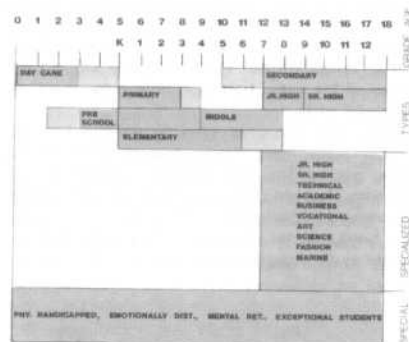 0 1 2 3 4 5 6 7 8 9 10 11 12 13 14 15 16 17 18
K 1 2 3 4 5 6 7 8 9 10 11 12
GRADE
DAY CARE
SECONDARY
PRIMARY
JR. HIGH
SR. HIGH
TYPES
PRE
SCHOOL
MIDDLE
ELEMENTARY
JR. HIGH
SR. HIGH
TECHNICAL
ACADEMIC
BUSINESS
VOCATIONAL
ART
SCIENCE
FASHION
MARINE
SPECIALIZED
PHY. HANDICAPPED, EMOTIONALLY DIST., MENTAL RET., EXCEPTIONAL STUDENTS
SPECIAL